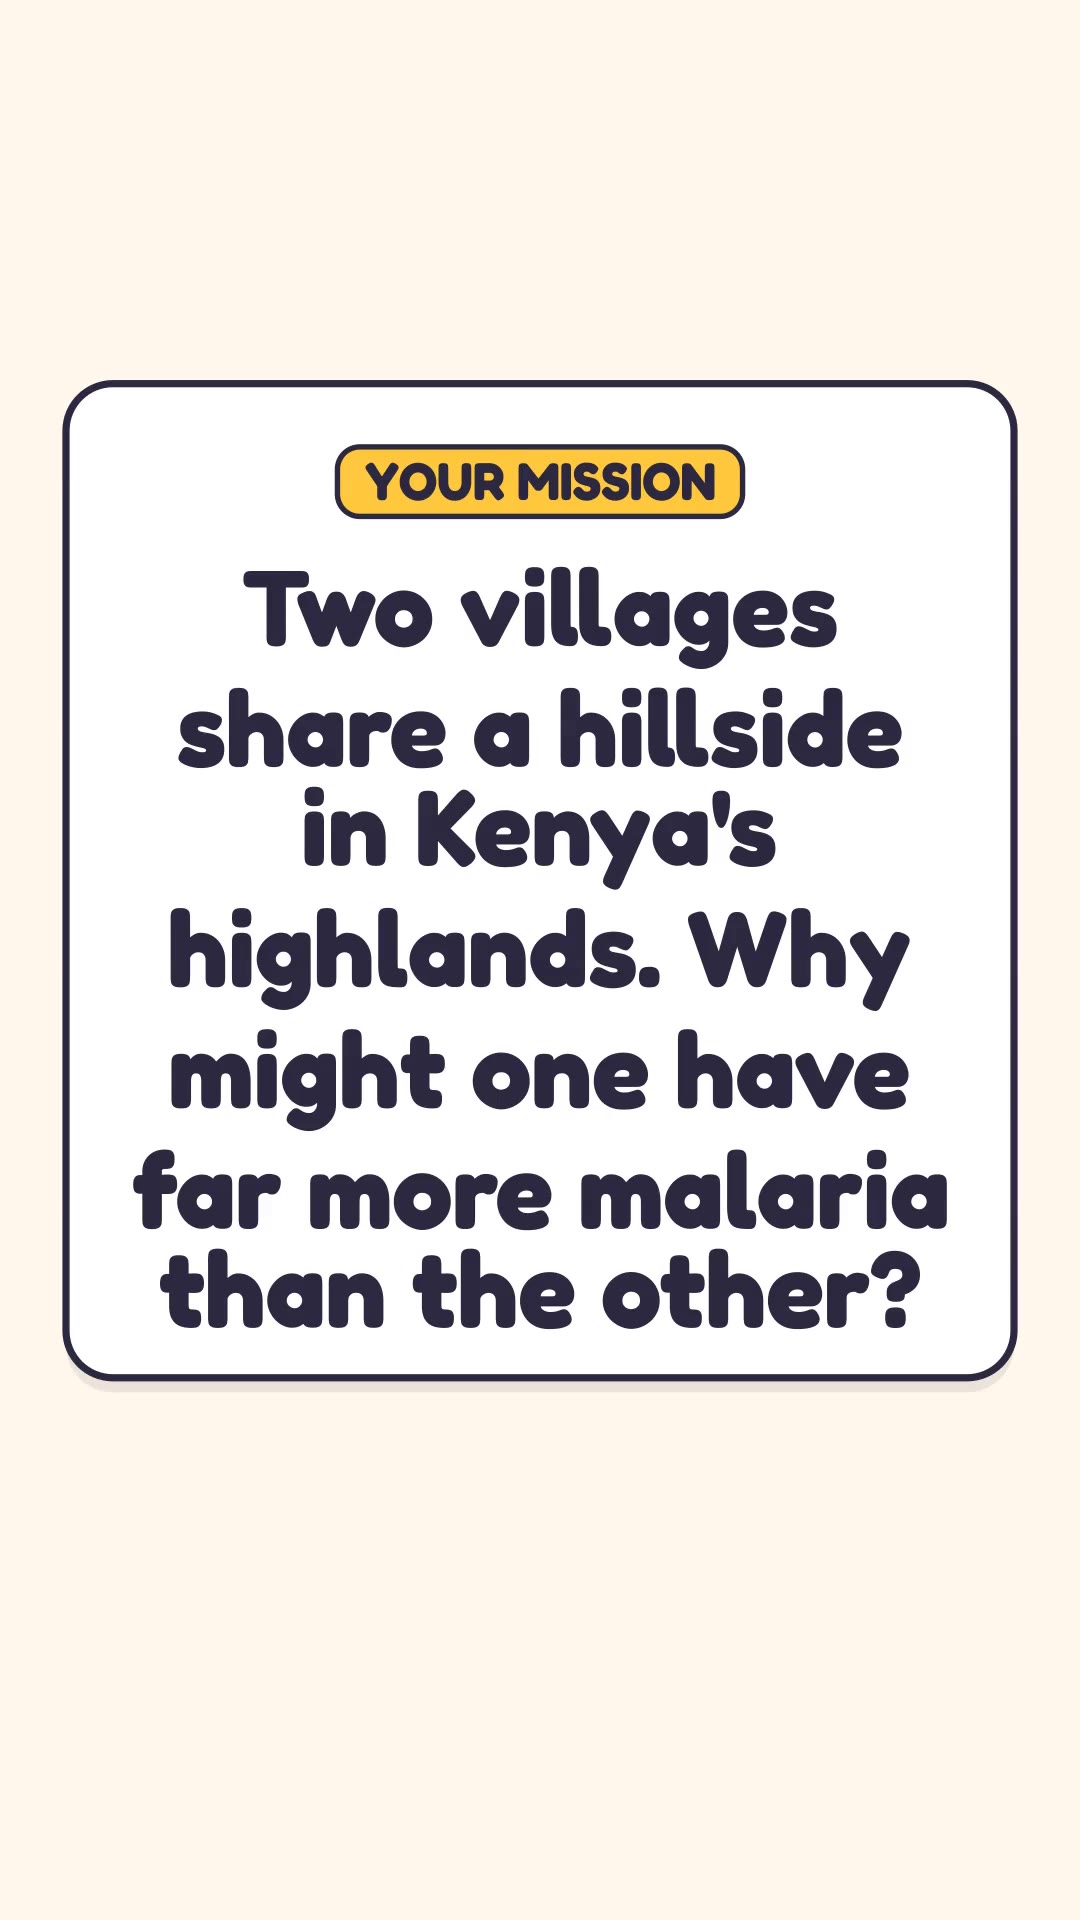 YOUR MISSION
Two villages
share a hillside
in Kenya's
highlands. Why
might one have
far more malaria
than the other?